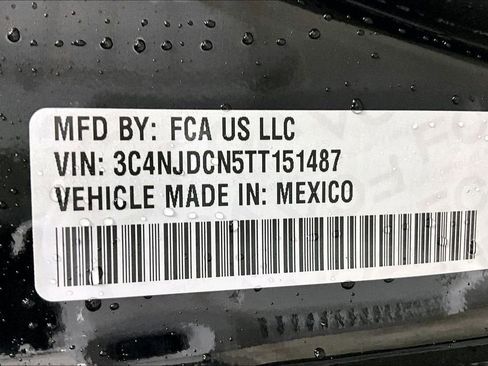 MFD BY: FCA US LLC
VIN: 3C4NJDCN5TT151487
VEHICLE MADE IN: MEXICO